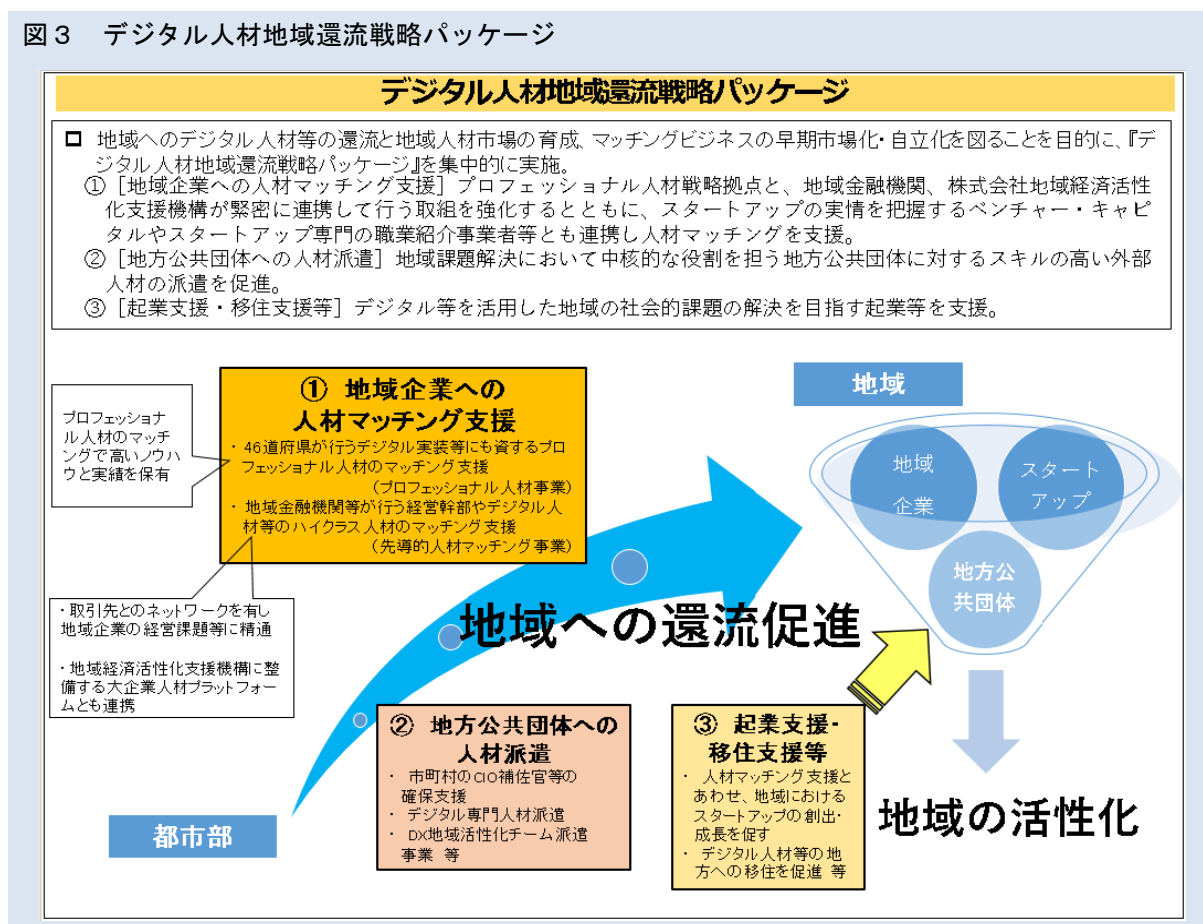 図３　デジタル人材地域還流戦略パッケージ
デジタル人材地域還流戦略パッケージ
□ 地域へのデジタル人材等の還流と地域人材市場の育成、マッチングビジネスの早期市場化・自立化を図ることを目的に、『デ
ジタル人材地域還流戦略パッケージ』を集中的に実施。
① ［地域企業への人材マッチング支援］プロフェッショナル人材戦略拠点と、地域金融機関、株式会社地域経済活性
化支援機構が緊密に連携して行う取組を強化するとともに、スタートアップの実情を把握するベンチャー・キャピ
タルやスタートアップ専門の職業紹介事業者等とも連携し人材マッチングを支援。
② ［地方公共団体への人材派遣］地域課題解決において中核的な役割を担う地方公共団体に対するスキルの高い外部
人材の派遣を促進。
③ ［起業支援・移住支援等］デジタル等を活用した地域の社会的課題の解決を目指す起業等を支援。
プロフェッショナ
ル人材のマッチ
ングで高いノウハ
ウと実績を保有
① 地域企業への
人材マッチング支援
・ 46道府県が行うデジタル実装等にも資するプロ
フェッショナル人材のマッチング支援
（プロフェッショナル人材事業）
・ 地域金融機関等が行う経営幹部やデジタル人
材等のハイクラス人材のマッチング支援
（先導的人材マッチング事業）
・取引先とのネットワークを有し
地域企業の経営課題等に精通
・地域経済活性化支援機構に整
備する大企業人材プラットフォー
ムとも連携
地域
地域
企業
スタート
アップ
地方公
共団体
地域への還流促進
② 地方公共団体への
人材派遣
・ 市町村のCIO補佐官等の
確保支援
・ デジタル専門人材派遣
・ DX地域活性化チーム派遣
事業 等
③ 起業支援・
移住支援等
・ 人材マッチング支援と
あわせ、地域における
スタートアップの創出・
成長を促す
・ デジタル人材等の地
方への移住を促進 等
都市部
地域の活性化